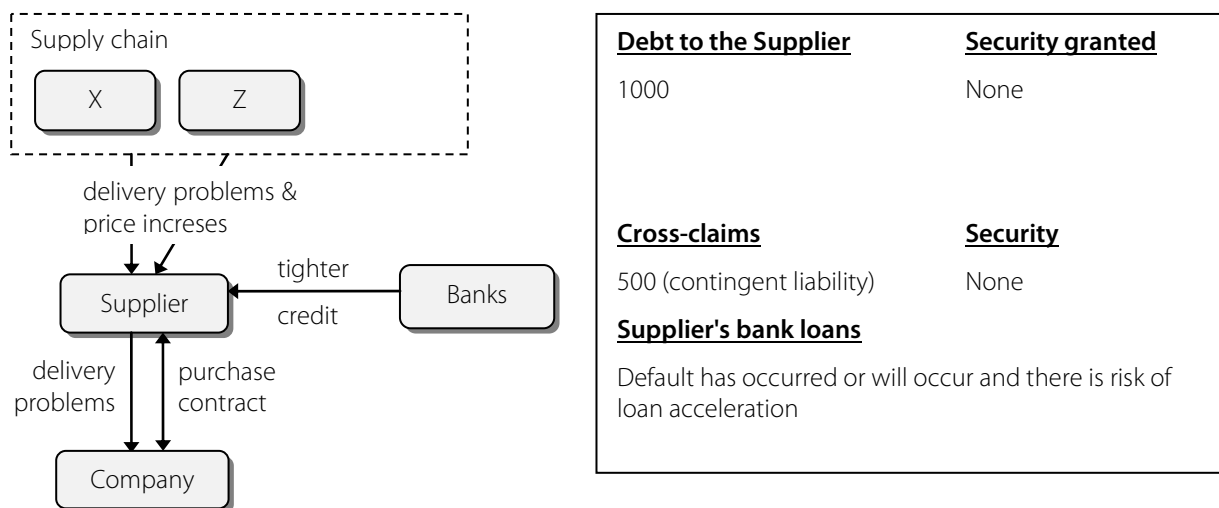 Supply chain
X
Z
delivery problems &
price increses
Supplier
tighter
credit
Banks
delivery
problems
purchase
contract
Company
Debt to the Supplier
Security granted
1000
None
Cross-claims
Security
500 (contingent liability)
None
Supplier's bank loans
Default has occurred or will occur and there is risk of
loan acceleration